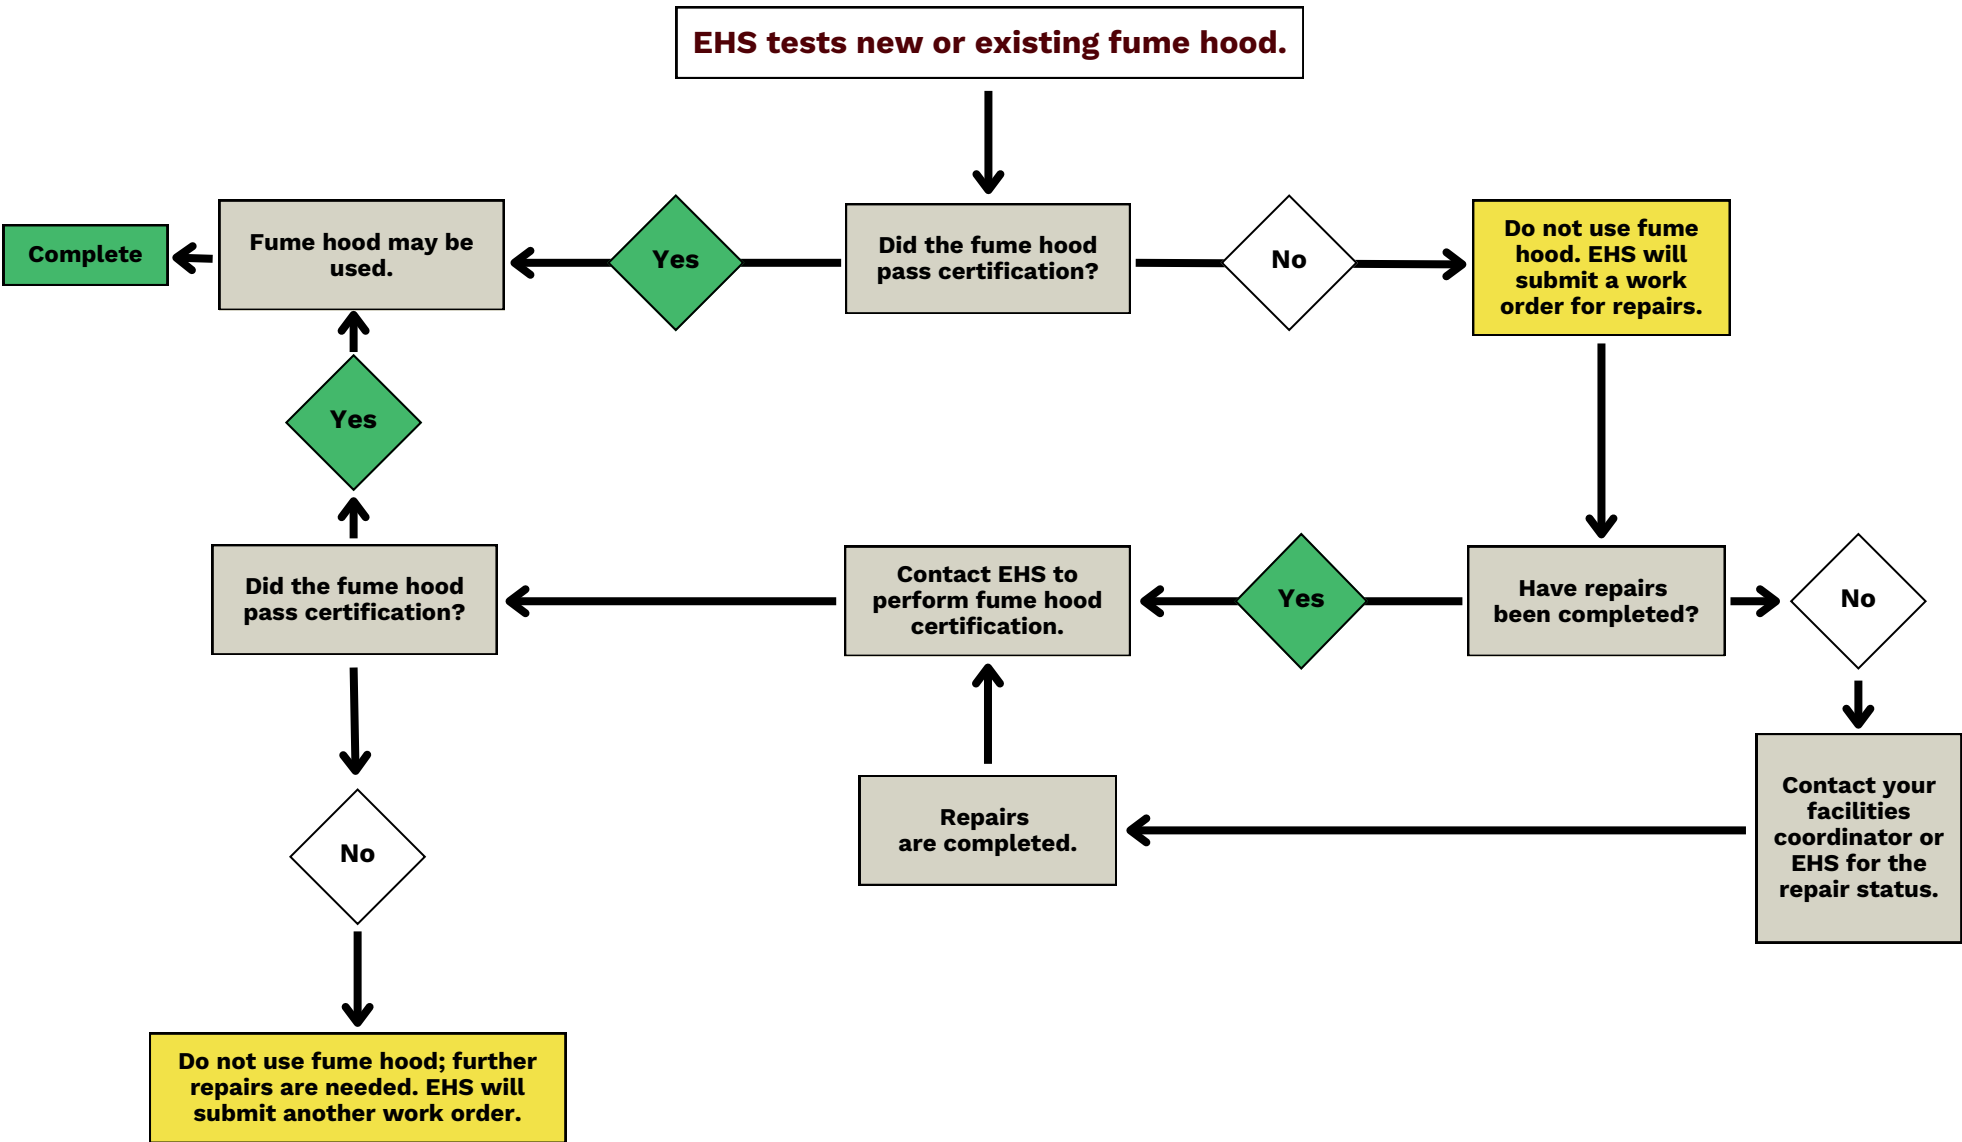 EHS tests new or existing fume hood.
Complete
Fume hood may be
used.
Yes
Did the fume hood
pass certification?
No
Do not use fume
hood. EHS will
submit a work
order for repairs.
Yes
Did the fume hood
pass certification?
Contact EHS to
perform fume hood
certification.
Yes
Have repairs
been completed?
No
Contact your
facilities
coordinator or
EHS for the
repair status.
Repairs
are completed.
No
Do not use fume hood; further
repairs are needed. EHS will
submit another work order.